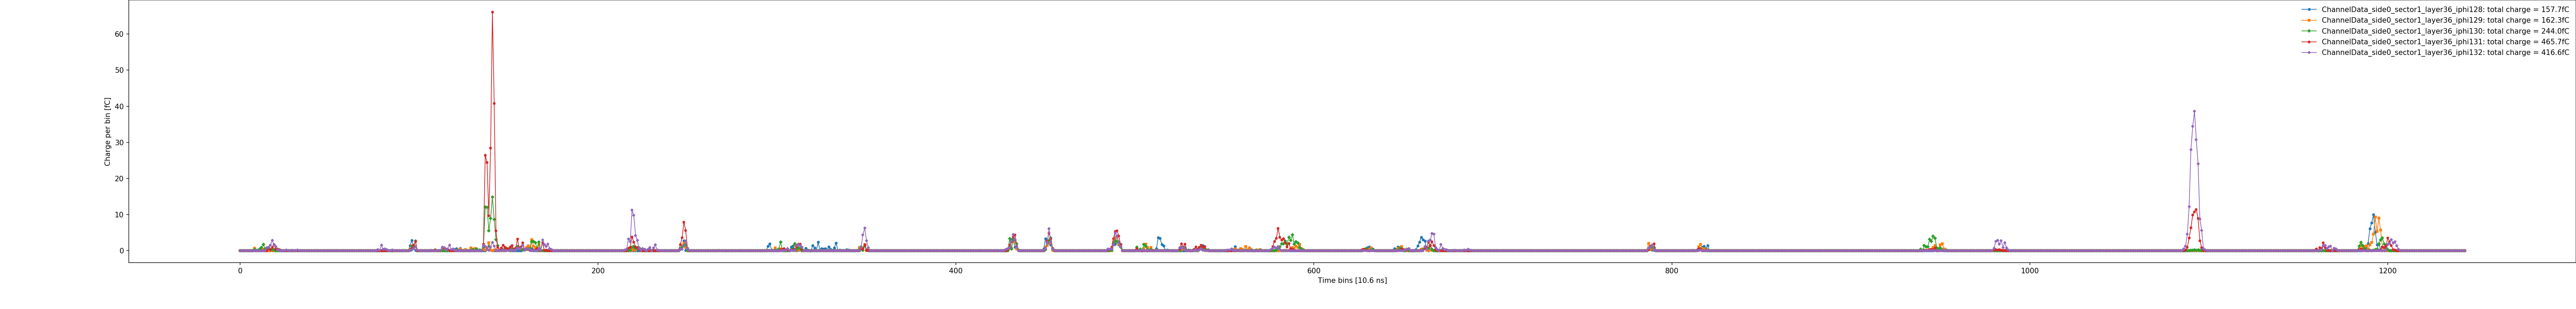 ChannelData_side0_sector1_layer36_iphi128: total charge = 157.7fC
ChannelData_side0_sector1_layer36_iphi129: total charge = 162.3fC
ChannelData_side0_sector1_layer36_iphi130: total charge = 244.0fC
ChannelData_side0_sector1_layer36_iphi131: total charge = 465.7fC
ChannelData_side0_sector1_layer36_iphi132: total charge = 416.6fC
Charge per bin [fC]
60
50
40
30
20
10
0
0 200 400 600 800 1000 1200
Time bins [10.6 ns]